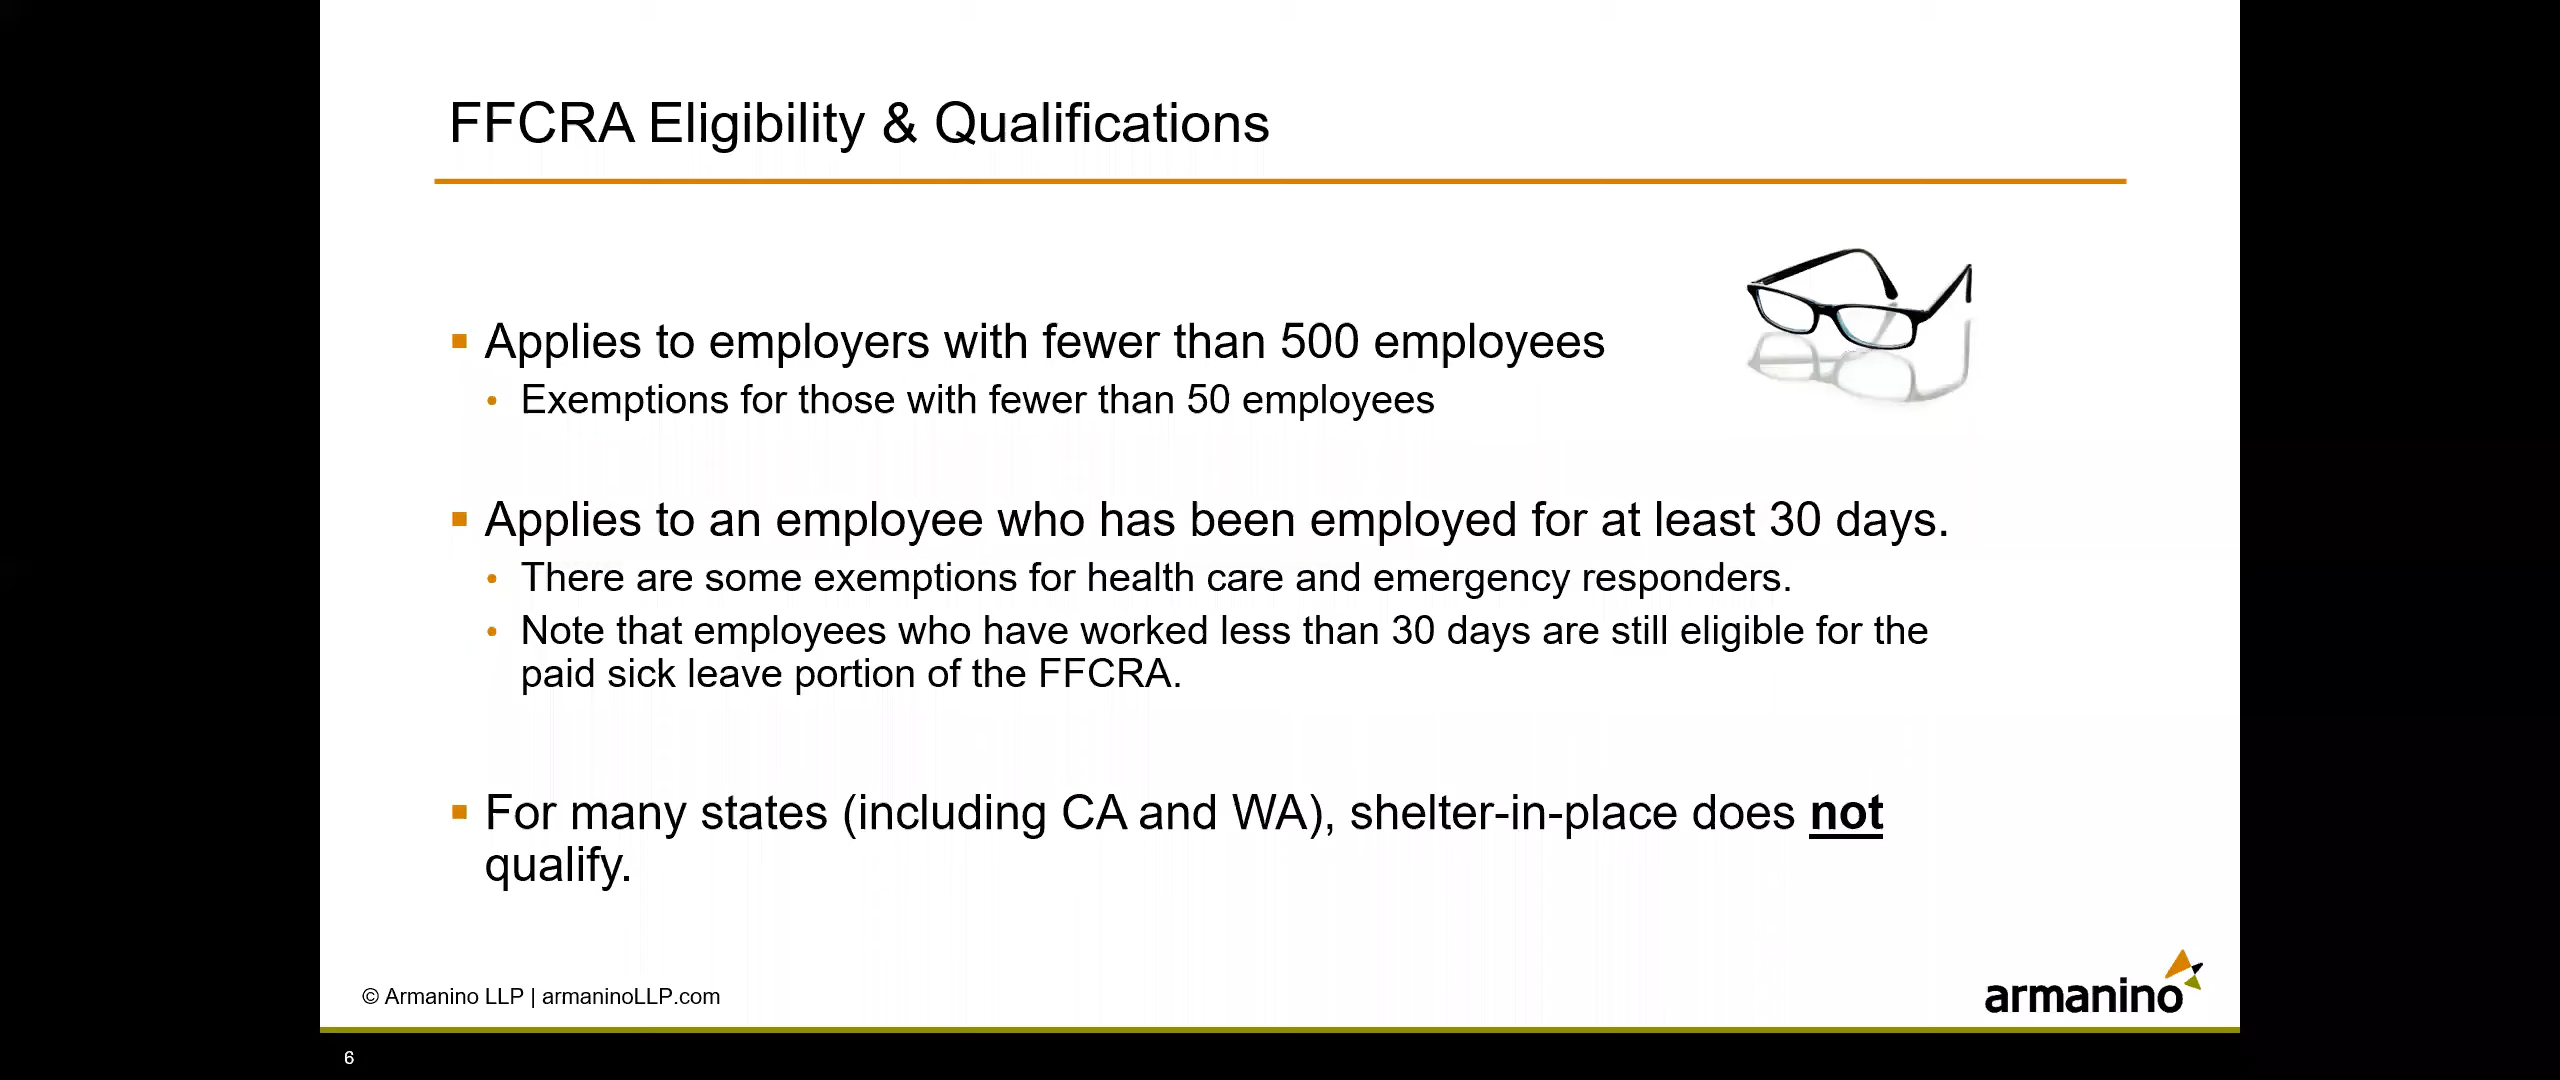 FFCRA Eligibility & Qualifications
Applies to employers with fewer than 500 employees
Exemptions for those with fewer than 50 employees
Applies to an employee who has been employed for at least 30 days.
There are some exemptions for health care and emergency responders.
Note that employees who have worked less than 30 days are still eligible for the
paid sick leave portion of the FFCRA.
For many states (including CA and WA), shelter-in-place does not
qualify.
© Armanino LLP | armaninoLLP.com
armanino
6